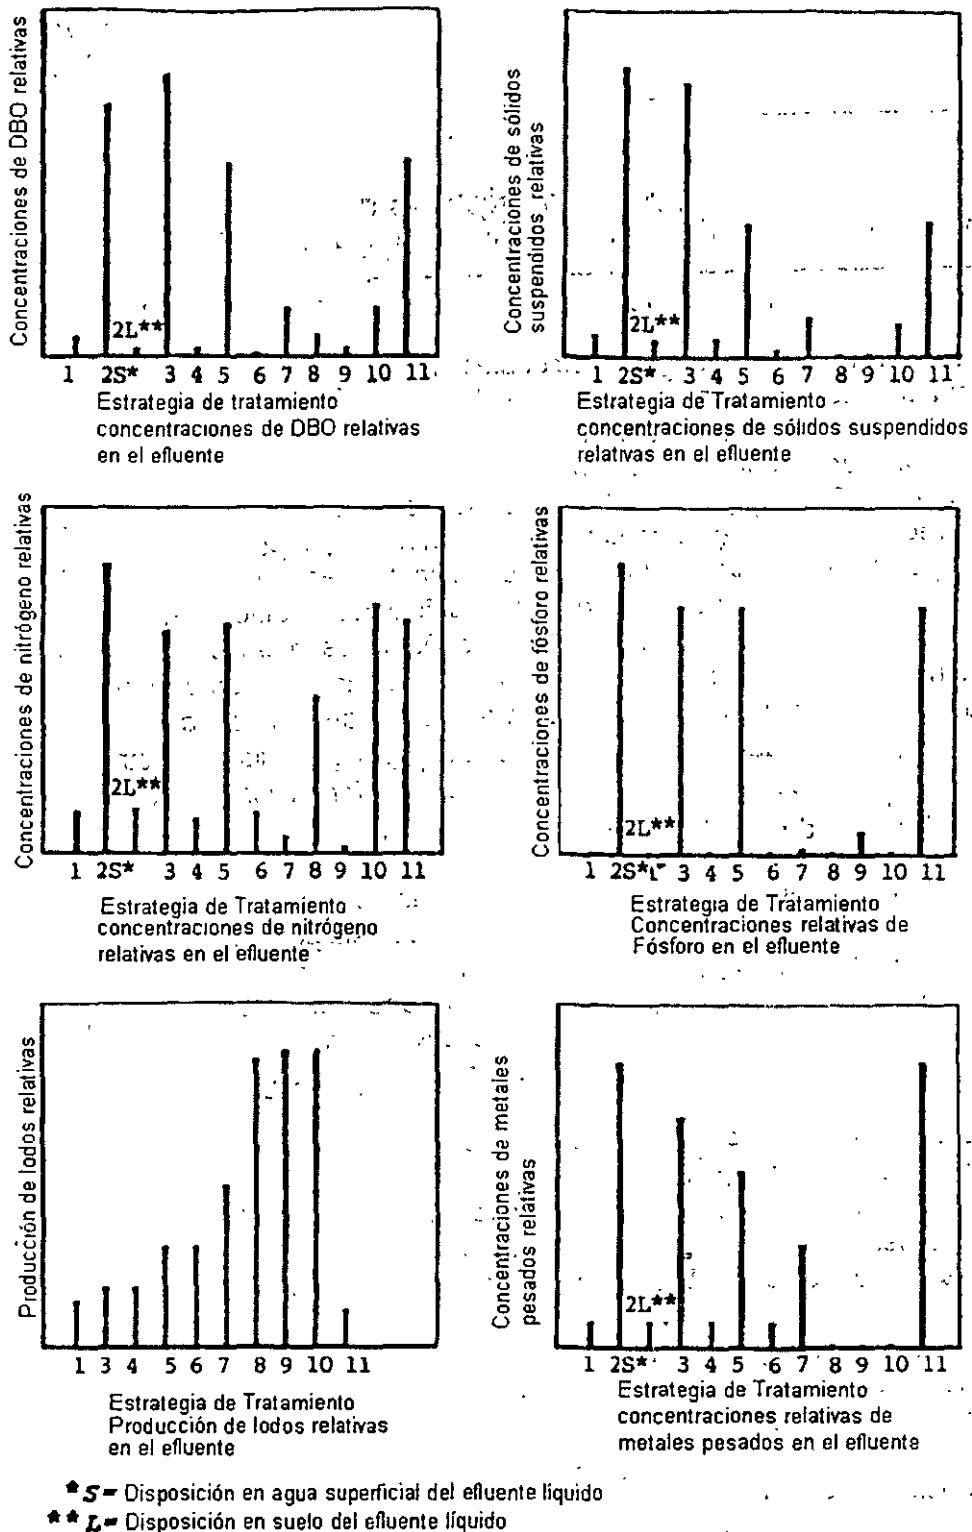 Concentraciones de DBO relativas
2L**
1 2S* 3 4 5 6 7 8 9 10 11
Estrategia de tratamiento
concentraciones de DBO relativas
en el efluente
Concentraciones de sólidos
suspendidos relativas
2L**
1 2S* 3 4 5 6 7 8 9 10 11
Estrategia de Tratamiento
concentraciones de sólidos suspendidos
relativas en el efluente
Concentraciones de nitrógeno relativas
2L**
1 2S* 3 4 5 6 7 8 9 10 11
Estrategia de Tratamiento
concentraciones de nitrógeno
relativas en el efluente
Concentraciones de fósforo relativas
2L**
1 2S* 3 4 5 6 7 8 9 10 11
Estrategia de Tratamiento
Concentraciones relativas de
Fósforo en el efluente
Producción de lodos relativas
1 3 4 5 6 7 8 9 10 11
Estrategia de Tratamiento
Producción de lodos relativas
en el efluente
Concentraciones de metales
pesados relativas
2L**
1 2S* 3 4 5 6 7 8 9 10 11
Estrategia de Tratamiento
concentraciones relativas de
metales pesados en el efluente
* S= Disposición en agua superficial del efluente líquido
** L= Disposición en suelo del efluente líquido